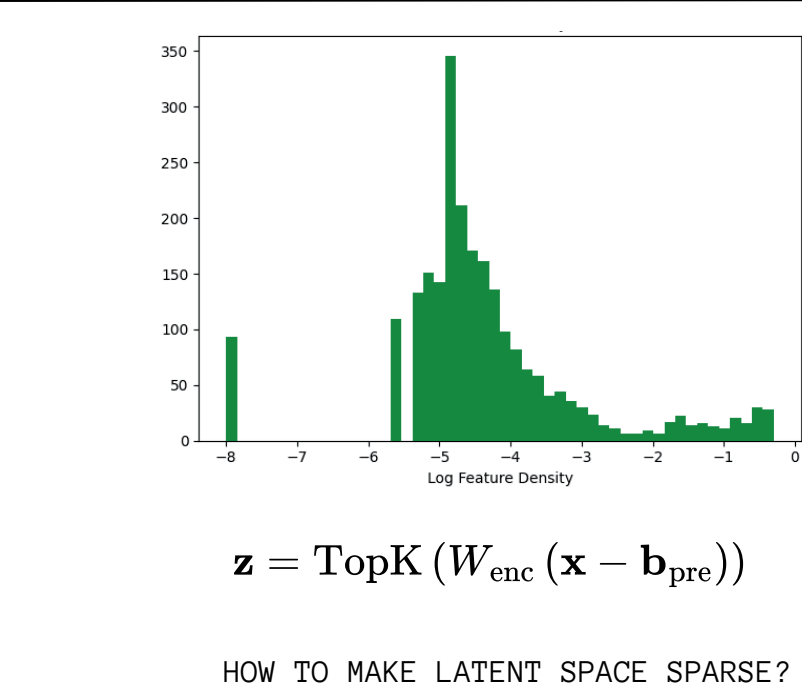 350
300
250
200
150
100
50
0
−8 −7 −6 −5 −4 −3 −2 −1 0
Log Feature Density
z = TopK (W_enc (x − b_pre))
HOW TO MAKE LATENT SPACE SPARSE?